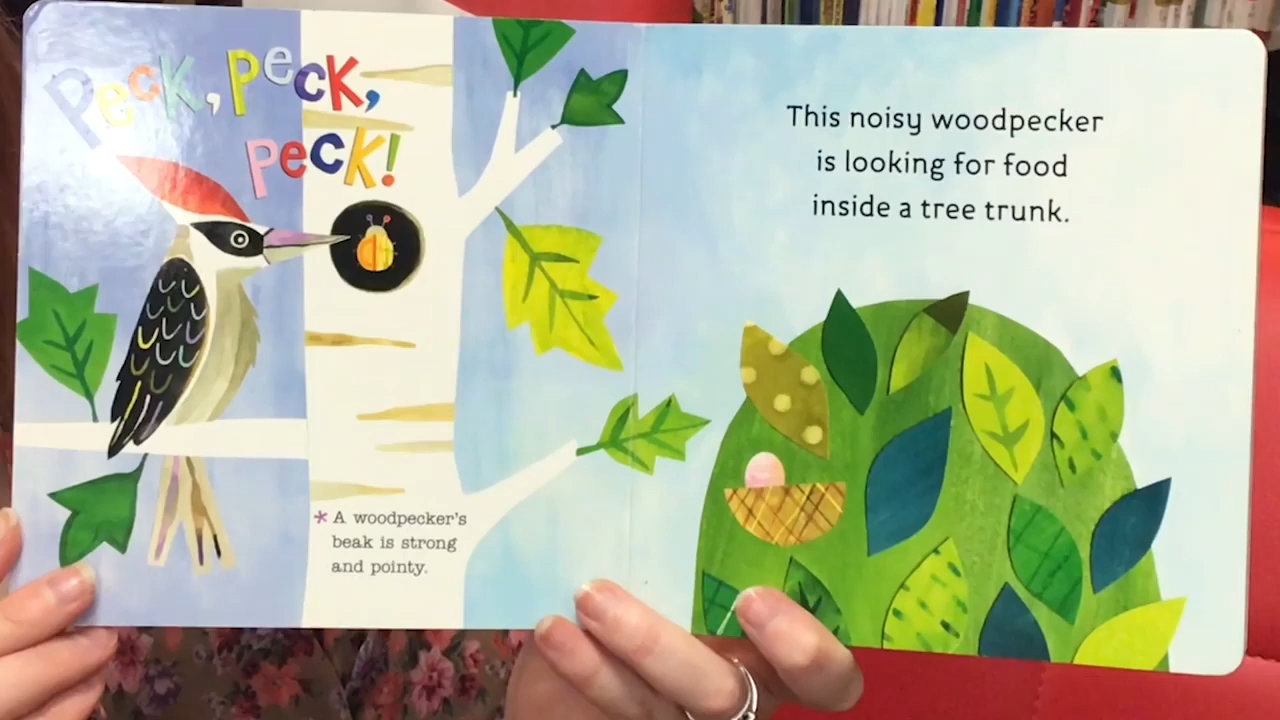 Peck, Peck,
Peck!
* A woodpecker's
beak is strong
and pointy.
This noisy woodpecker
is looking for food
inside a tree trunk.